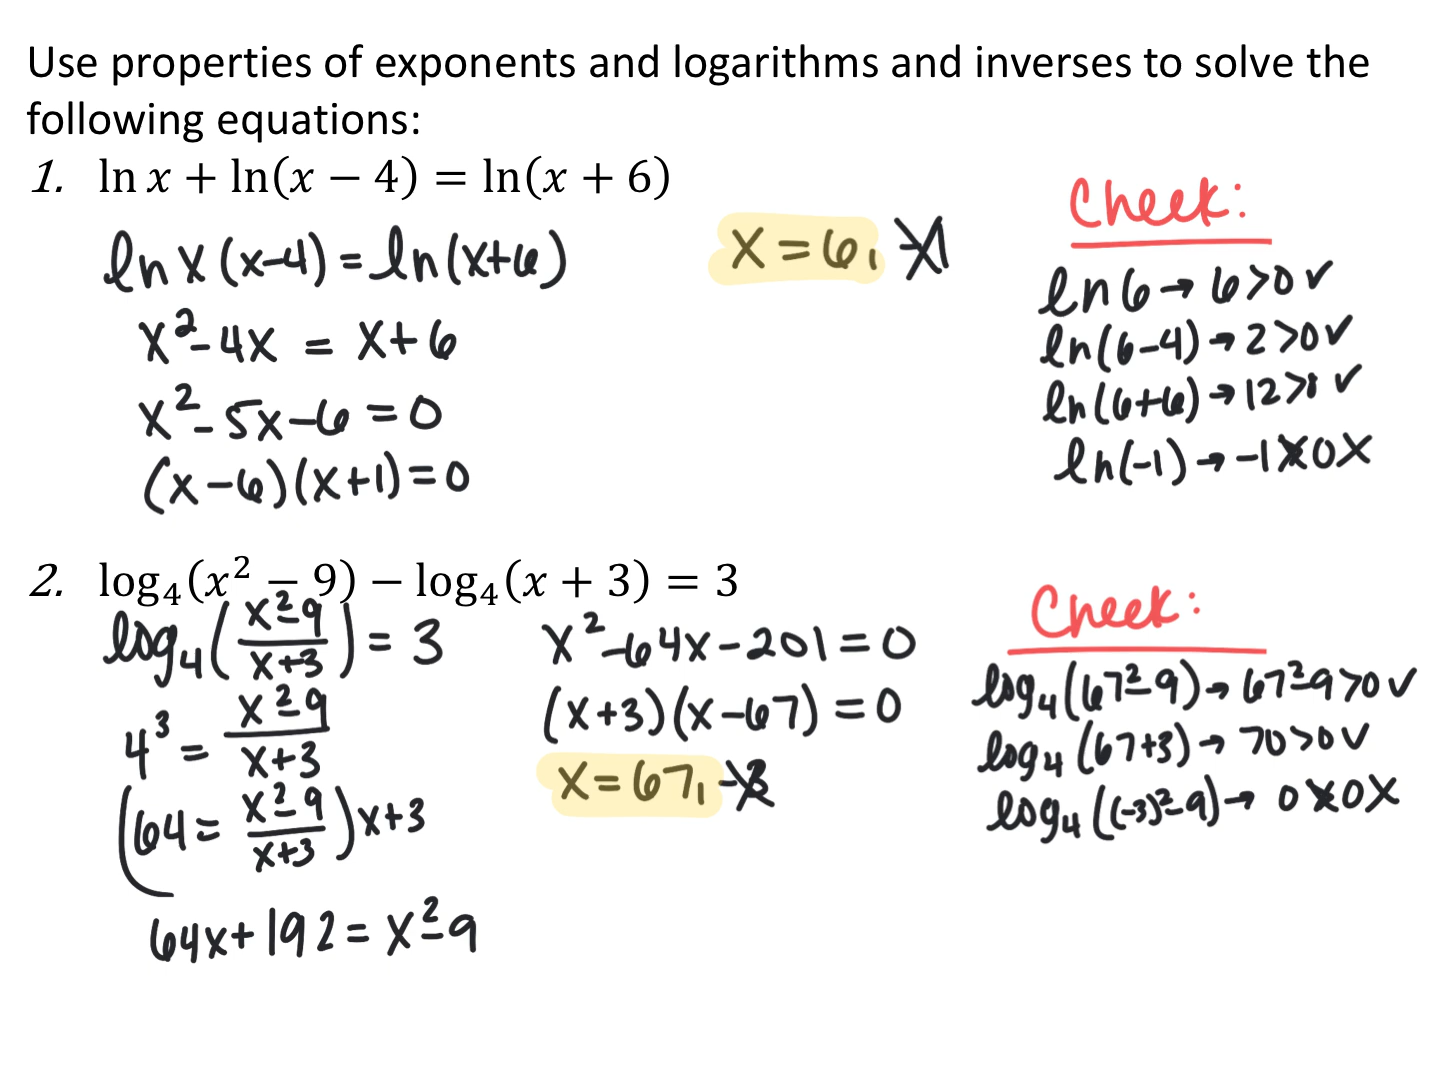 Use properties of exponents and logarithms and inverses to solve the
following equations:
1. ln x + ln(x − 4) = ln(x + 6)
ln x (x-4) = ln(x+6)
x² - 4x = x + 6
x² - 5x - 6 = 0
(x-6)(x+1) = 0
x = 6, -1
Check:
ln 6 → 6 > 0 ✓
ln(6-4) → 2 > 0 ✓
ln(6+6) → 12 > 0 ✓
ln(-1) → -1 ≯ 0 X
2. log₄(x² − 9) − log₄(x + 3) = 3
log₄((x²-9)/(x+3)) = 3
4³ = (x²-9)/(x+3)
(64 = (x²-9)/(x+3)) x+3
64x + 192 = x² - 9
x² - 64x - 201 = 0
(x+3)(x-67) = 0
x = 67, -3
Check:
log₄(67²-9) → 67²-9 > 0 ✓
log₄(67+3) → 70 > 0 ✓
log₄((-3)²-9) → 0 ≯ 0 X